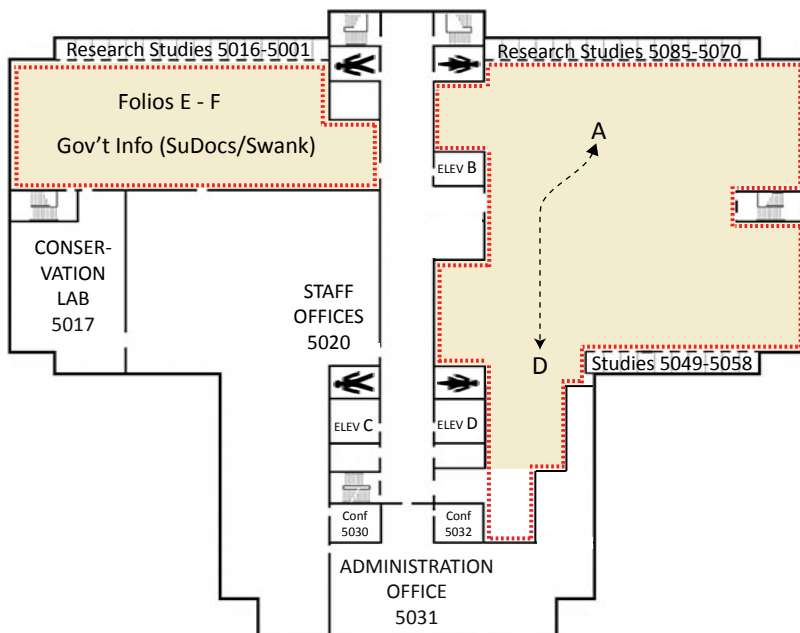 Research Studies 5016-5001
Research Studies 5085-5070
Folios E - F
Gov't Info (SuDocs/Swank)
A
ELEV B
CONSER-
VATION
LAB
5017
STAFF
OFFICES
5020
D
Studies 5049-5058
ELEV C
ELEV D
Conf
5030
Conf
5032
ADMINISTRATION
OFFICE
5031